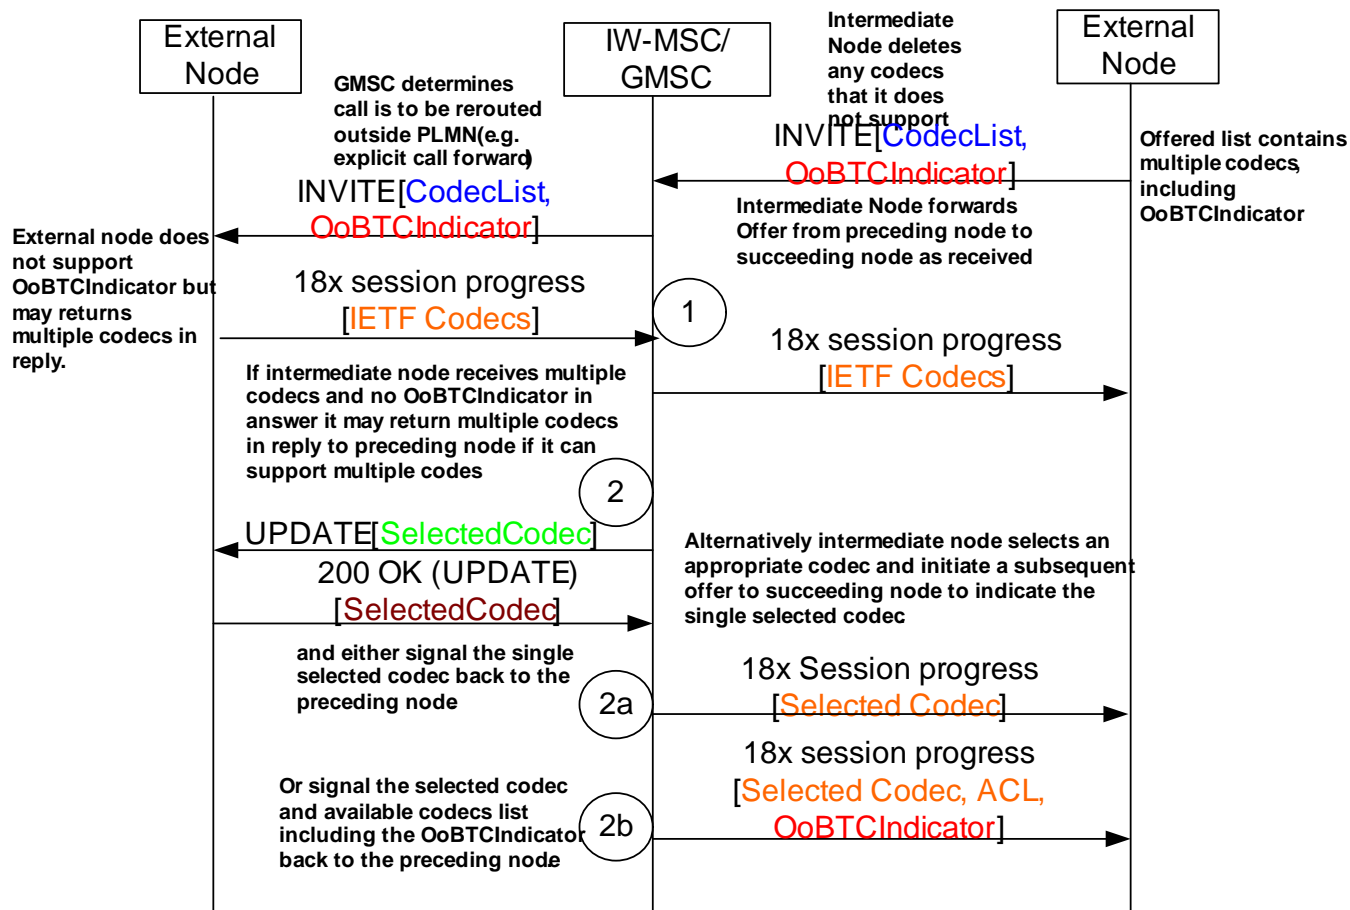 External
Node
IW-MSC/
GMSC
External
Node
Intermediate
Node deletes
any codecs
that it does
not support
GMSC determines
call is to be rerouted
outside PLMN(e.g.
explicit call forward)
INVITE[CodecList,
OoBTCIndicator]
Offered list contains
multiple codecs,
including
OoBTCIndicator
INVITE[CodecList,
OoBTCIndicator]
Intermediate Node forwards
Offer from preceding node to
succeeding node as received
External node does
not support
OoBTCIndicator but
may returns
multiple codecs in
reply.
18x session progress
[IETF Codecs]
1
18x session progress
[IETF Codecs]
If intermediate node receives multiple
codecs and no OoBTCIndicator in
answer it may return multiple codecs
in reply to preceding node if it can
support multiple codes
2
UPDATE[SelectedCodec]
200 OK (UPDATE)
[SelectedCodec]
Alternatively intermediate node selects an
appropriate codec and initiate a subsequent
offer to succeeding node to indicate the
single selected codec.
and either signal the single
selected codec back to the
preceding node
2a
18x Session progress
[Selected Codec]
Or signal the selected codec
and available codecs list
including the OoBTCIndicator
back to the preceding node.
2b
18x session progress
[Selected Codec, ACL,
OoBTCIndicator]